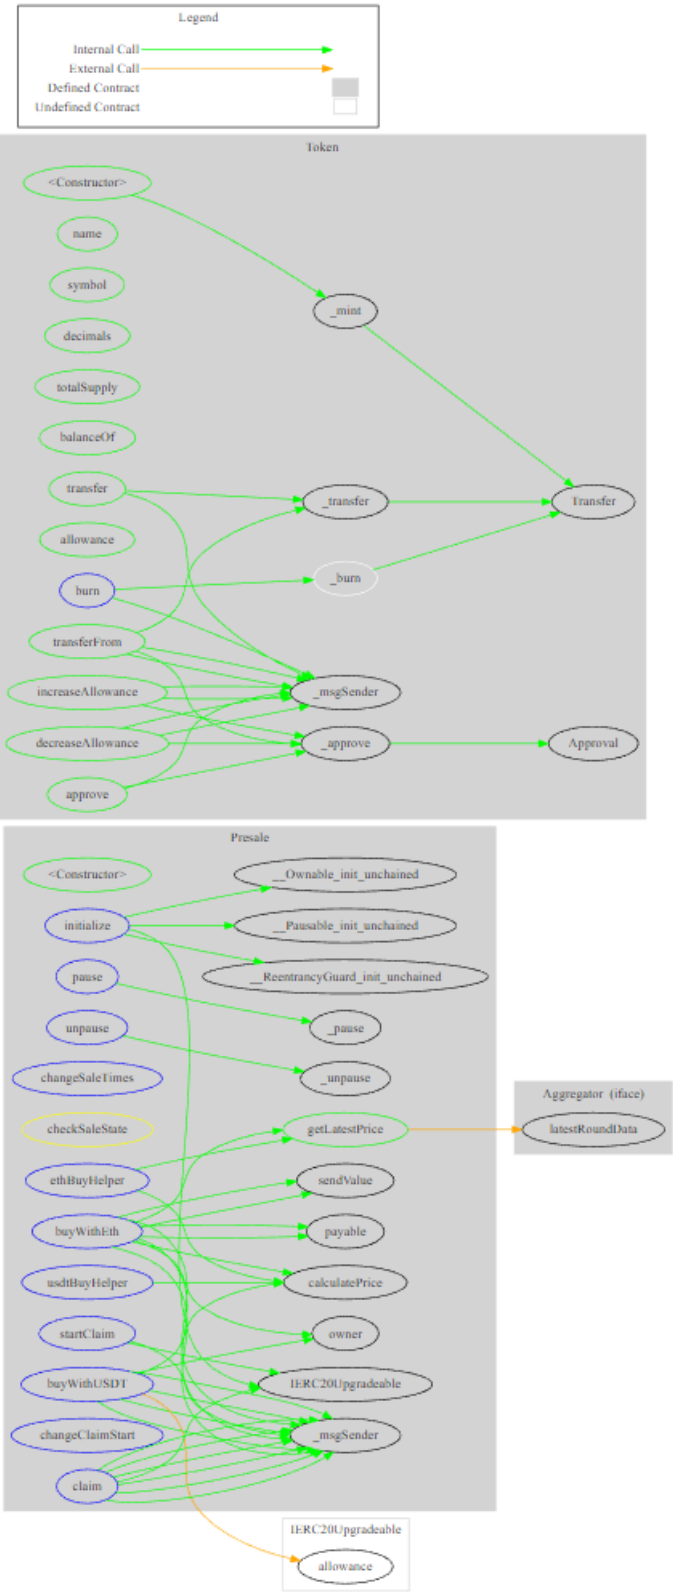 Legend
Internal Call
External Call
Defined Contract
Undefined Contract
Token
<Constructor>
name
symbol
_mint
decimals
totalSupply
balanceOf
transfer
_transfer
Transfer
allowance
burn
_burn
transferFrom
increaseAllowance
_msgSender
decreaseAllowance
_approve
Approval
approve
Presale
<Constructor>
__Ownable_init_unchained
initialize
__Pausable_init_unchained
pause
__ReentrancyGuard_init_unchained
unpause
_pause
changeSaleTimes
_unpause
Aggregator (iface)
checkSaleState
getLatestPrice
latestRoundData
ethBuyHelper
sendValue
buyWithEth
payable
usdtBuyHelper
calculatePrice
startClaim
owner
buyWithUSDT
IERC20Upgradeable
changeClaimStart
_msgSender
claim
IERC20Upgradeable
allowance